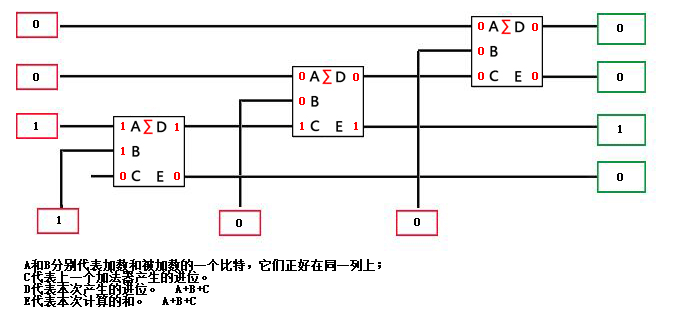 0
0 A∑D 0
0
0 B
0
0 A∑D 0
0 C E 0
0
0 B
1
1 A∑D 1
1 C E 1
1
1 B
0 C E 0
0
1
0
0
A和B分别代表加数和被加数的一个比特，它们正好在同一列上；
C代表上一个加法器产生的进位。
D代表本次产生的进位。 A+B+C
E代表本次计算的和。 A+B+C